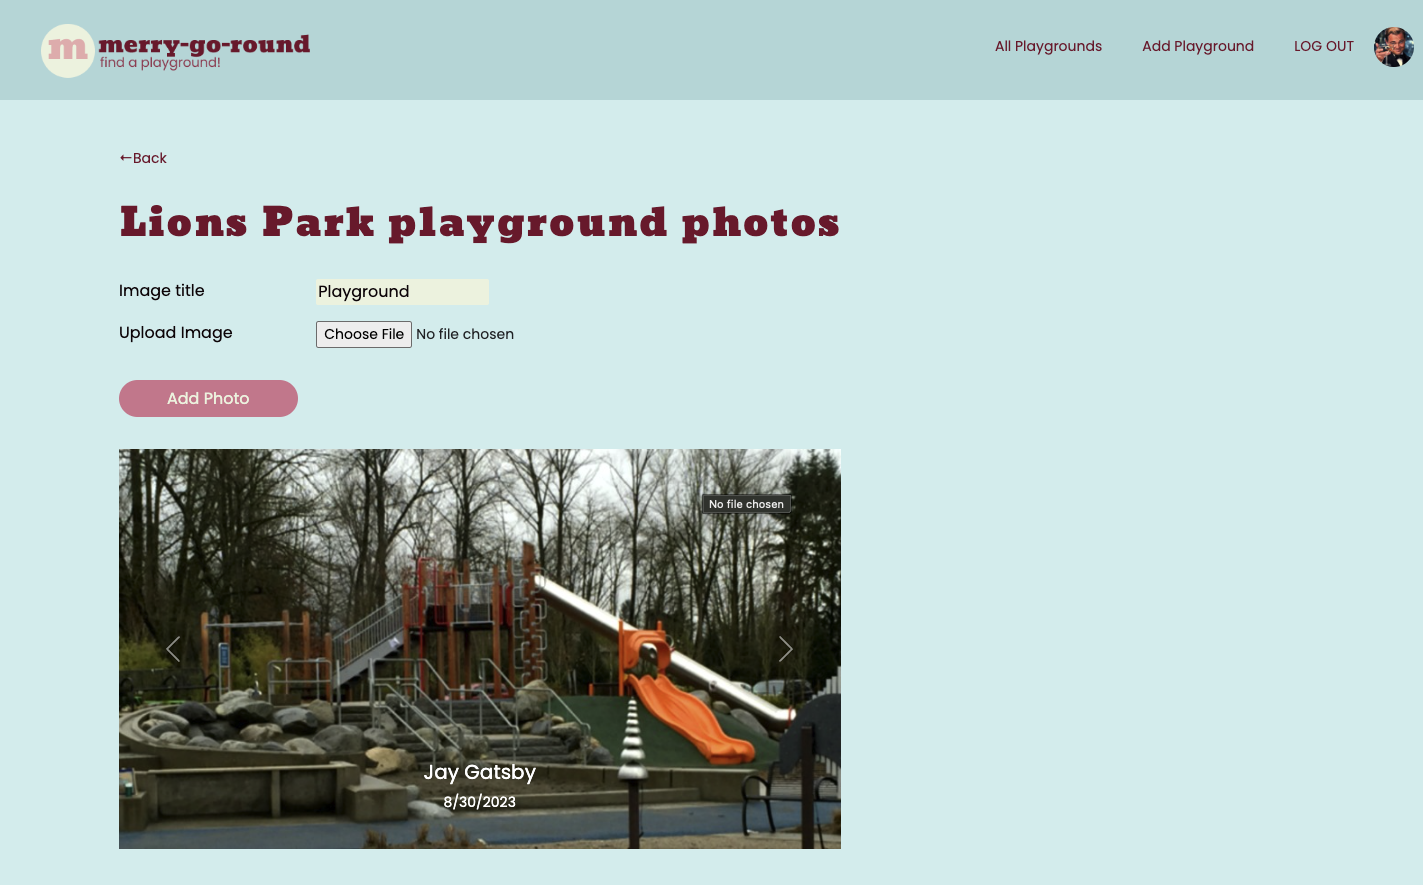 m merry-go-round
find a playground!
All Playgrounds Add Playground LOG OUT
←Back
Lions Park playground photos
Image title Playground
Upload Image Choose File No file chosen
Add Photo
No file chosen
Jay Gatsby
8/30/2023